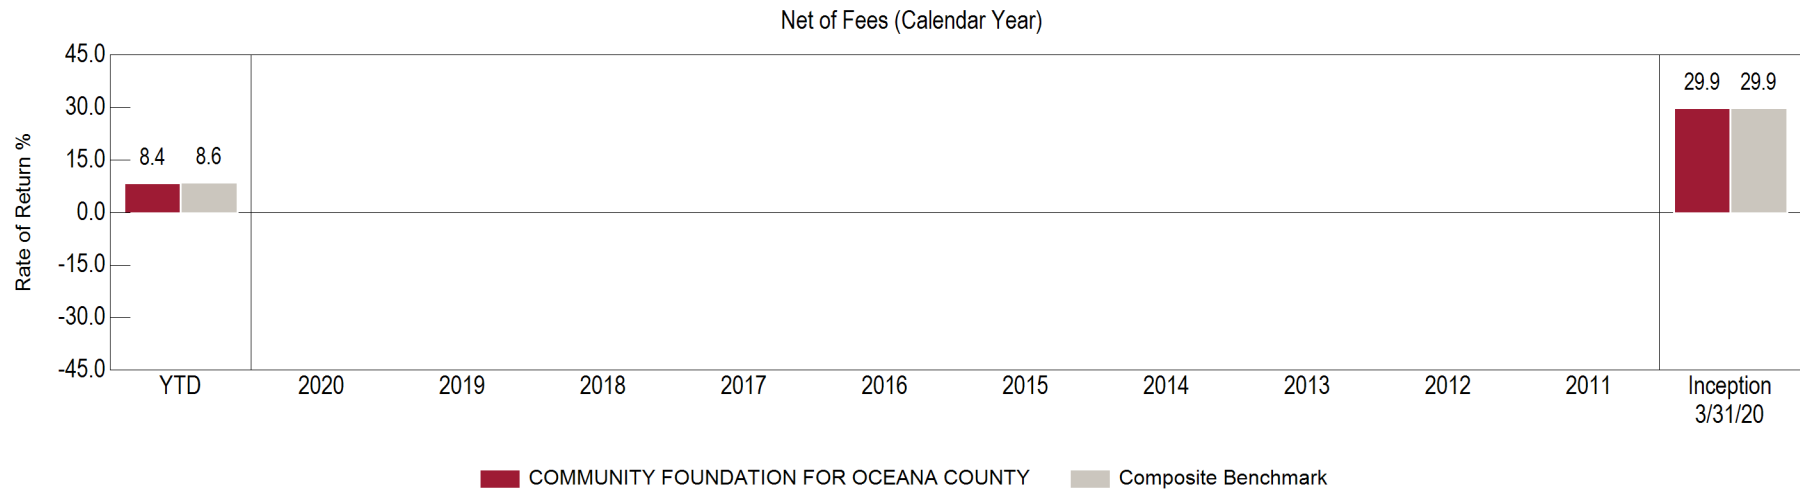 Net of Fees (Calendar Year)
Rate of Return %
45.0
30.0
15.0
0.0
-15.0
-30.0
-45.0
8.4 8.6
29.9 29.9
YTD 2020 2019 2018 2017 2016 2015 2014 2013 2012 2011 Inception
3/31/20
COMMUNITY FOUNDATION FOR OCEANA COUNTY Composite Benchmark